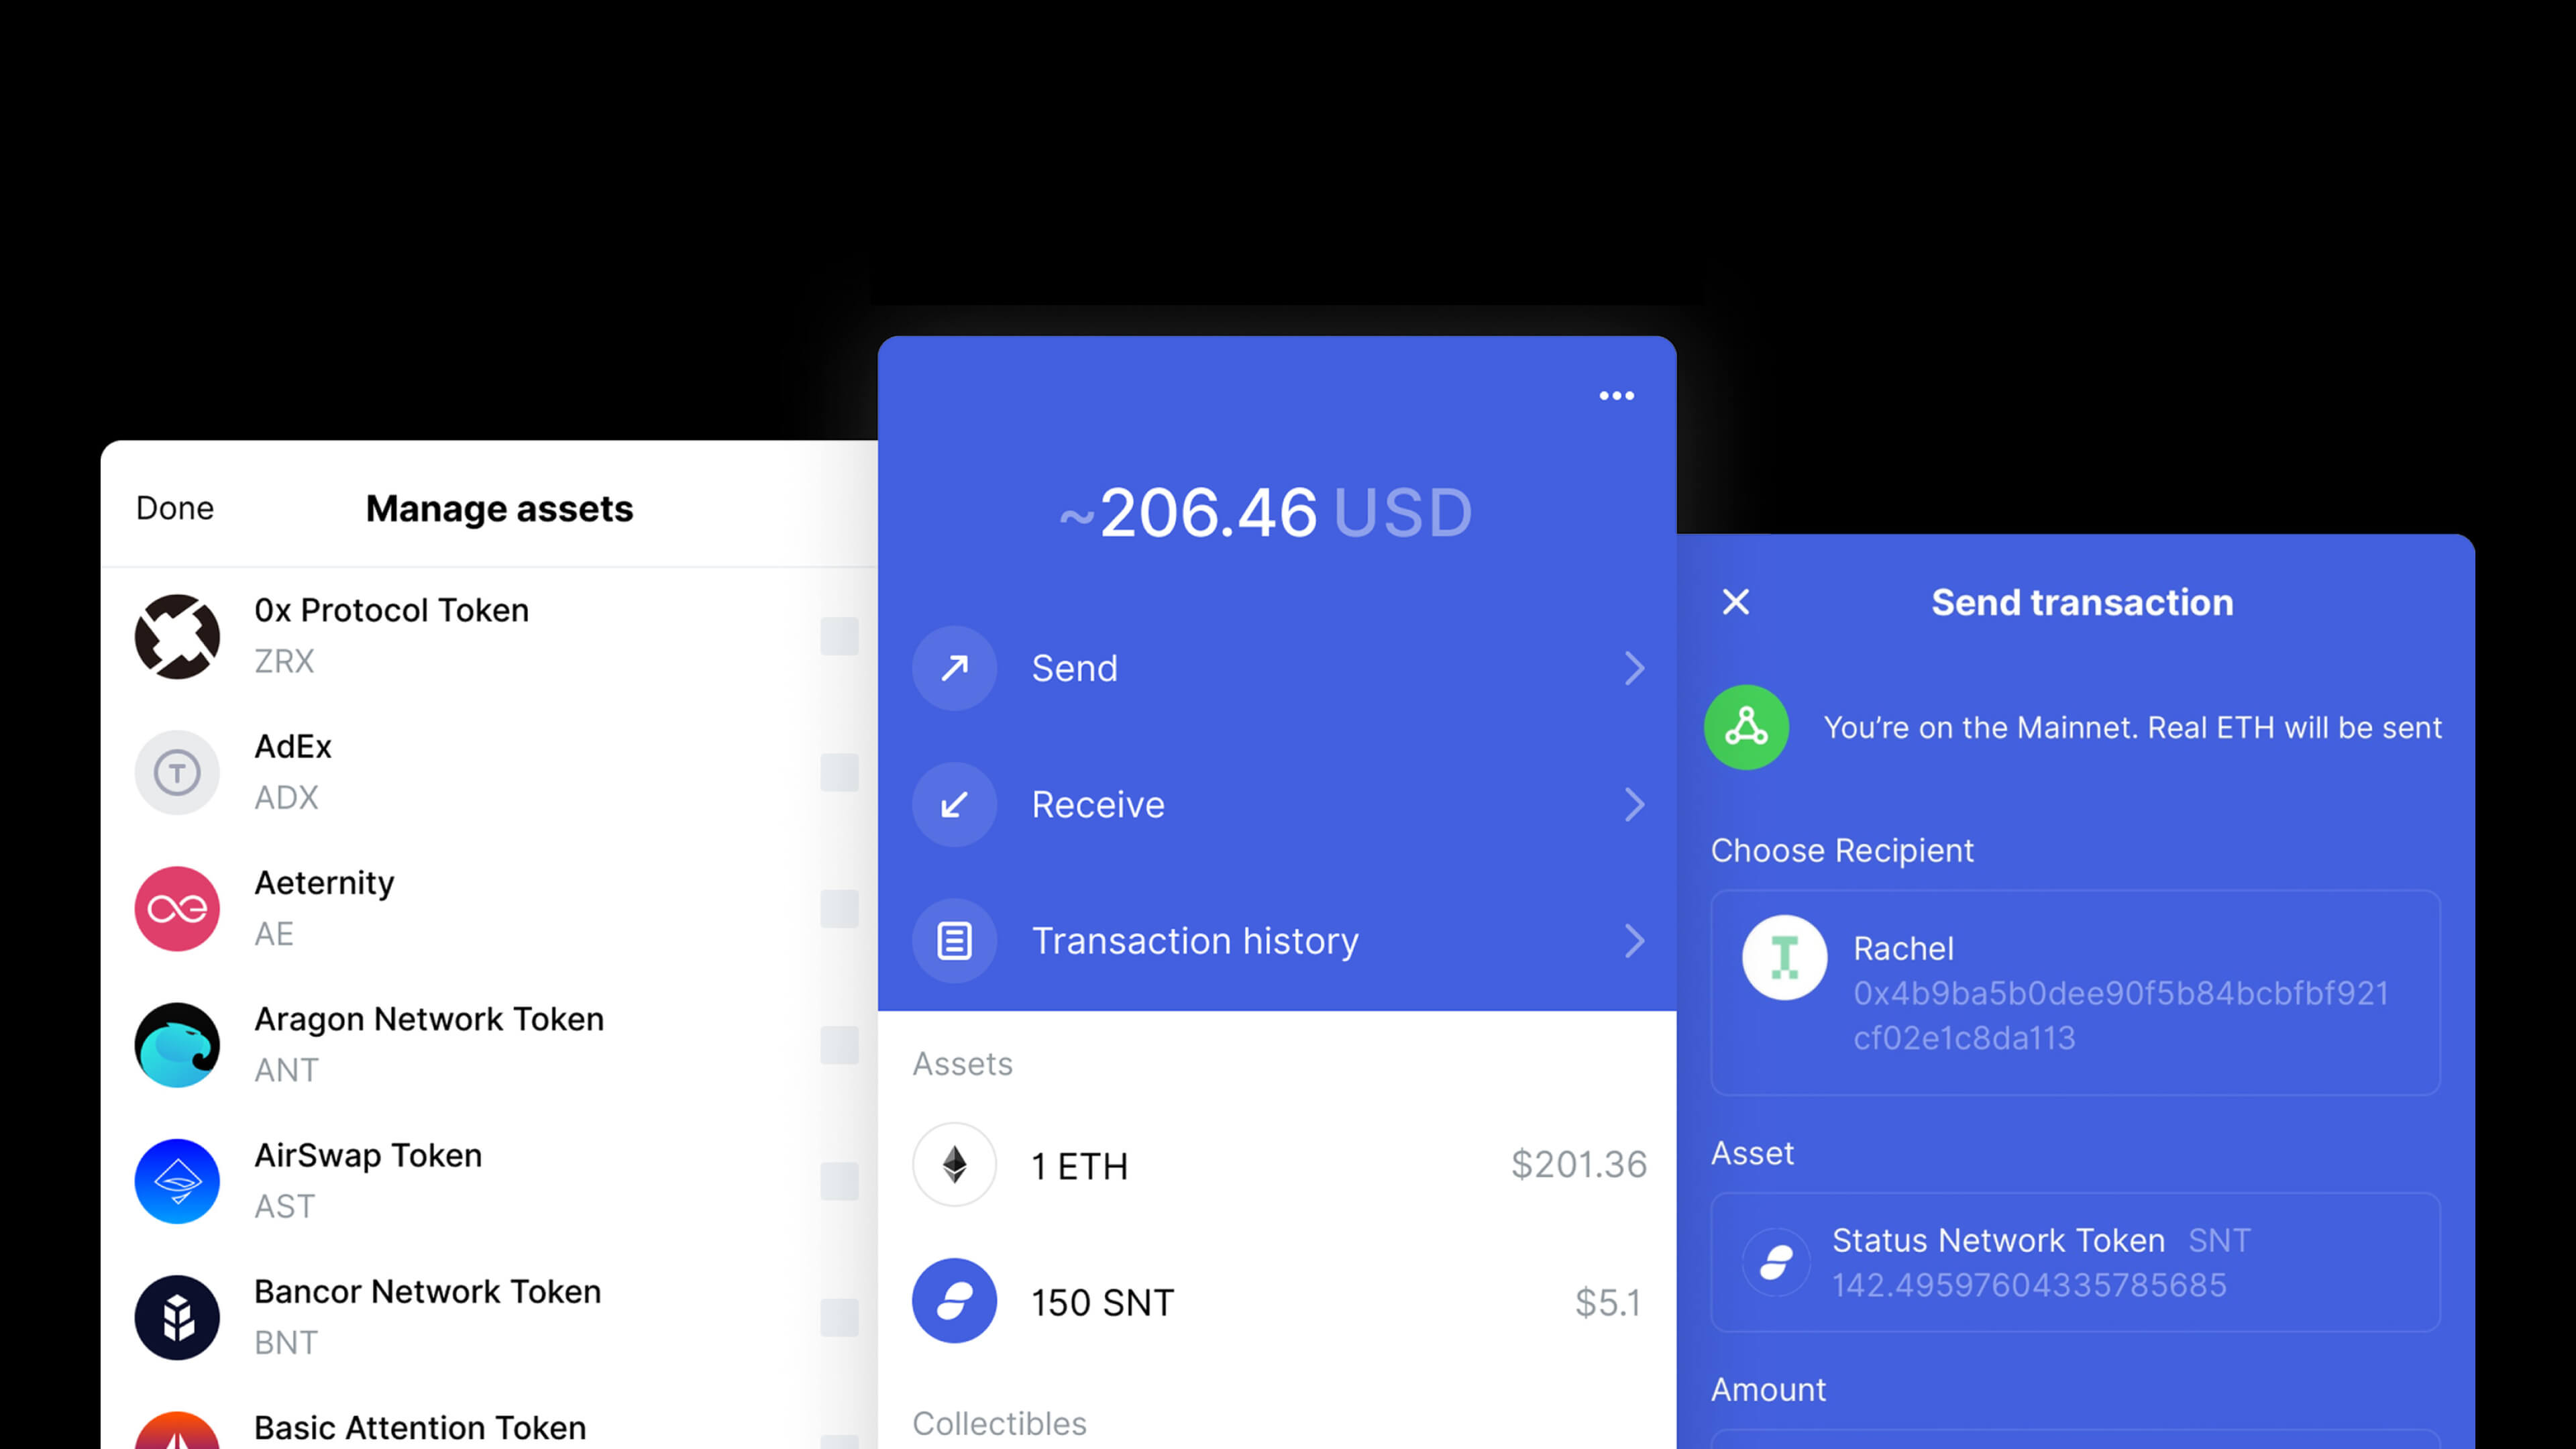 Done
Manage assets
0x Protocol Token
ZRX
AdEx
ADX
Aeternity
AE
Aragon Network Token
ANT
AirSwap Token
AST
Bancor Network Token
BNT
Basic Attention Token
~206.46 USD
Send
Receive
Transaction history
Assets
1 ETH
$201.36
150 SNT
$5.1
Collectibles
Send transaction
You’re on the Mainnet. Real ETH will be sent
Choose Recipient
Rachel
0x4b9ba5b0dee90f5b84bcbfbf921
cf02e1c8da113
Asset
Status Network Token SNT
142.49597604335785685
Amount